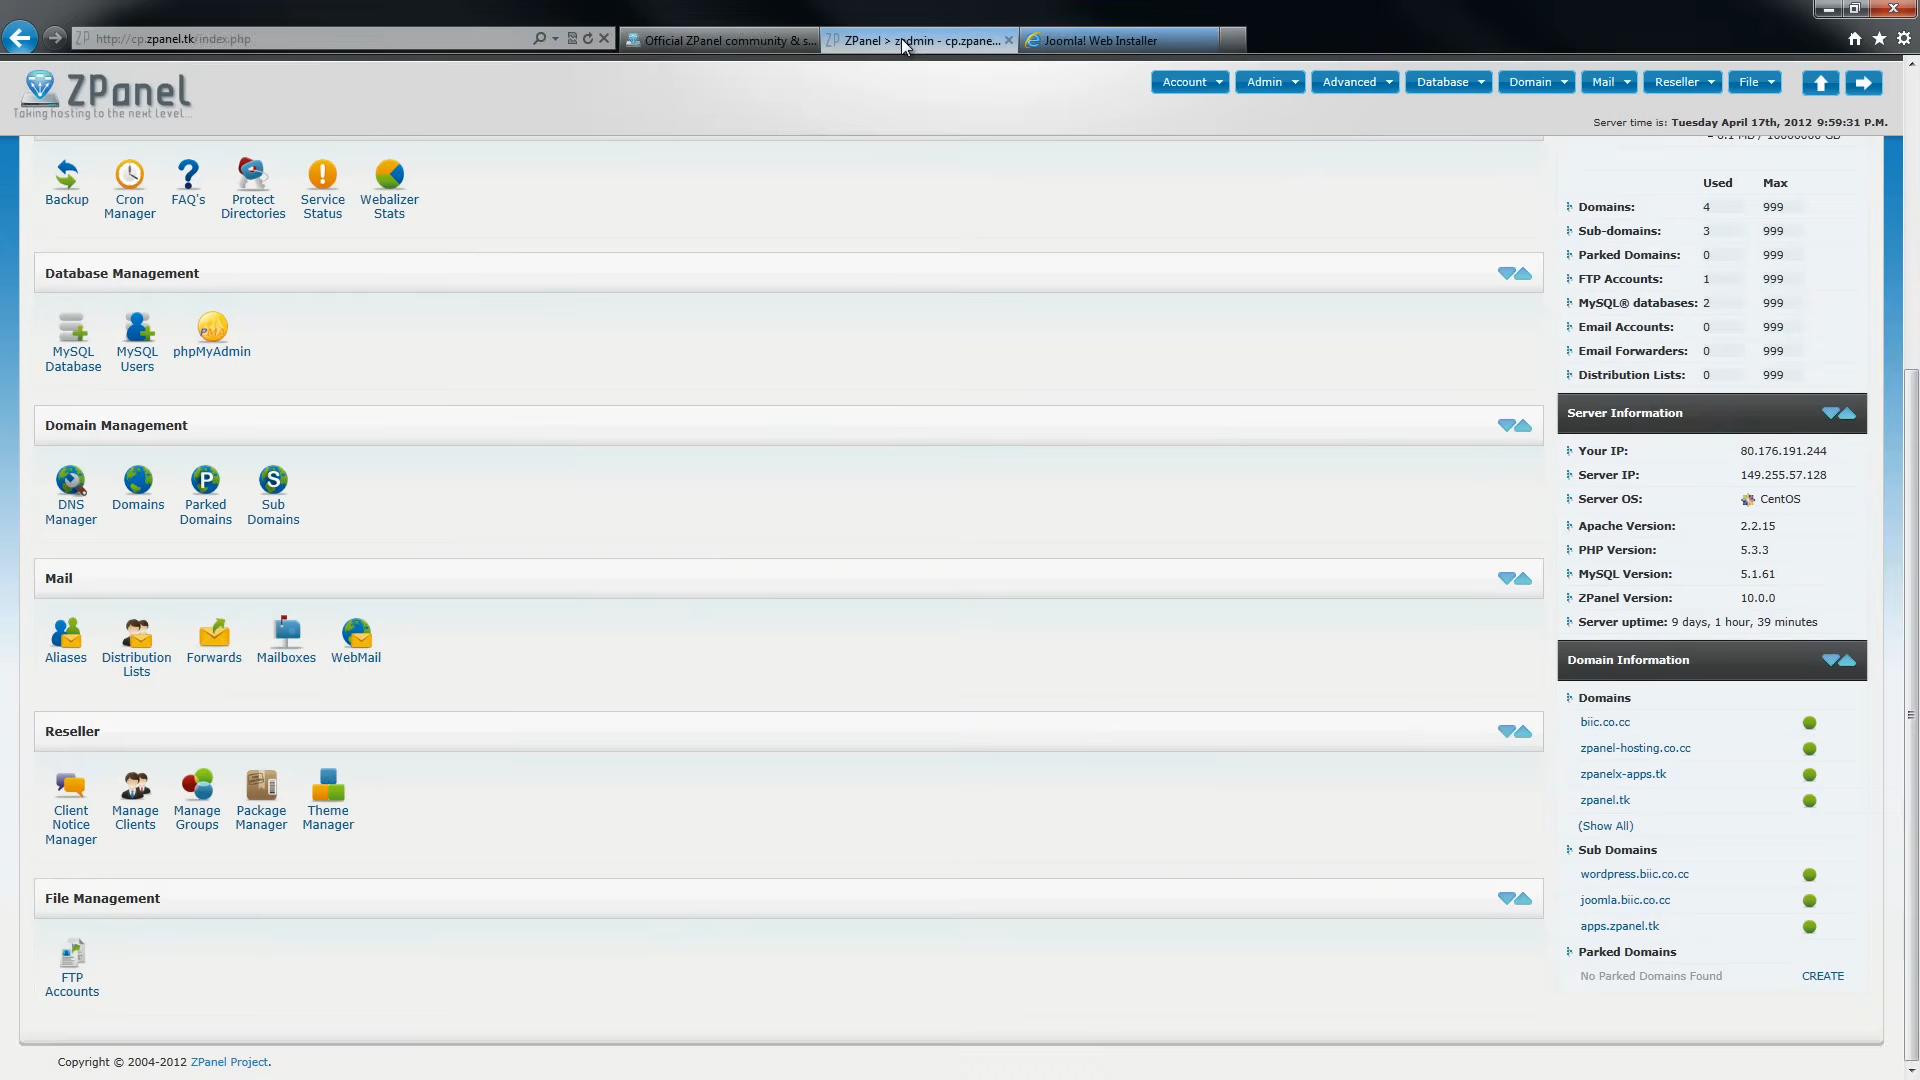 http://cp.zpanel.tk/index.php
Official ZPanel community & s...
ZPanel > zadmin - cp.zpane...
Joomla! Web Installer
ZPanel
Taking hosting to the next level...
Account
Admin
Advanced
Database
Domain
Mail
Reseller
File
Server time is: Tuesday April 17th, 2012 9:59:31 P.M.
Backup
Cron
Manager
FAQ's
Protect
Directories
Service
Status
Webalizer
Stats
Database Management
MySQL
Database
MySQL
Users
phpMyAdmin
Domain Management
DNS
Manager
Domains
Parked
Domains
Sub
Domains
Mail
Aliases
Distribution
Lists
Forwards
Mailboxes
WebMail
Reseller
Client
Notice
Manager
Manage
Clients
Manage
Groups
Package
Manager
Theme
Manager
File Management
FTP
Accounts
Used Max
Domains: 4 999
Sub-domains: 3 999
Parked Domains: 0 999
FTP Accounts: 1 999
MySQL® databases: 2 999
Email Accounts: 0 999
Email Forwarders: 0 999
Distribution Lists: 0 999
Server Information
Your IP: 80.176.191.244
Server IP: 149.255.57.128
Server OS: CentOS
Apache Version: 2.2.15
PHP Version: 5.3.3
MySQL Version: 5.1.61
ZPanel Version: 10.0.0
Server uptime: 9 days, 1 hour, 39 minutes
Domain Information
Domains
biic.co.cc
zpanel-hosting.co.cc
zpanelx-apps.tk
zpanel.tk
(Show All)
Sub Domains
wordpress.biic.co.cc
joomla.biic.co.cc
apps.zpanel.tk
Parked Domains
No Parked Domains Found CREATE
Copyright © 2004-2012 ZPanel Project.